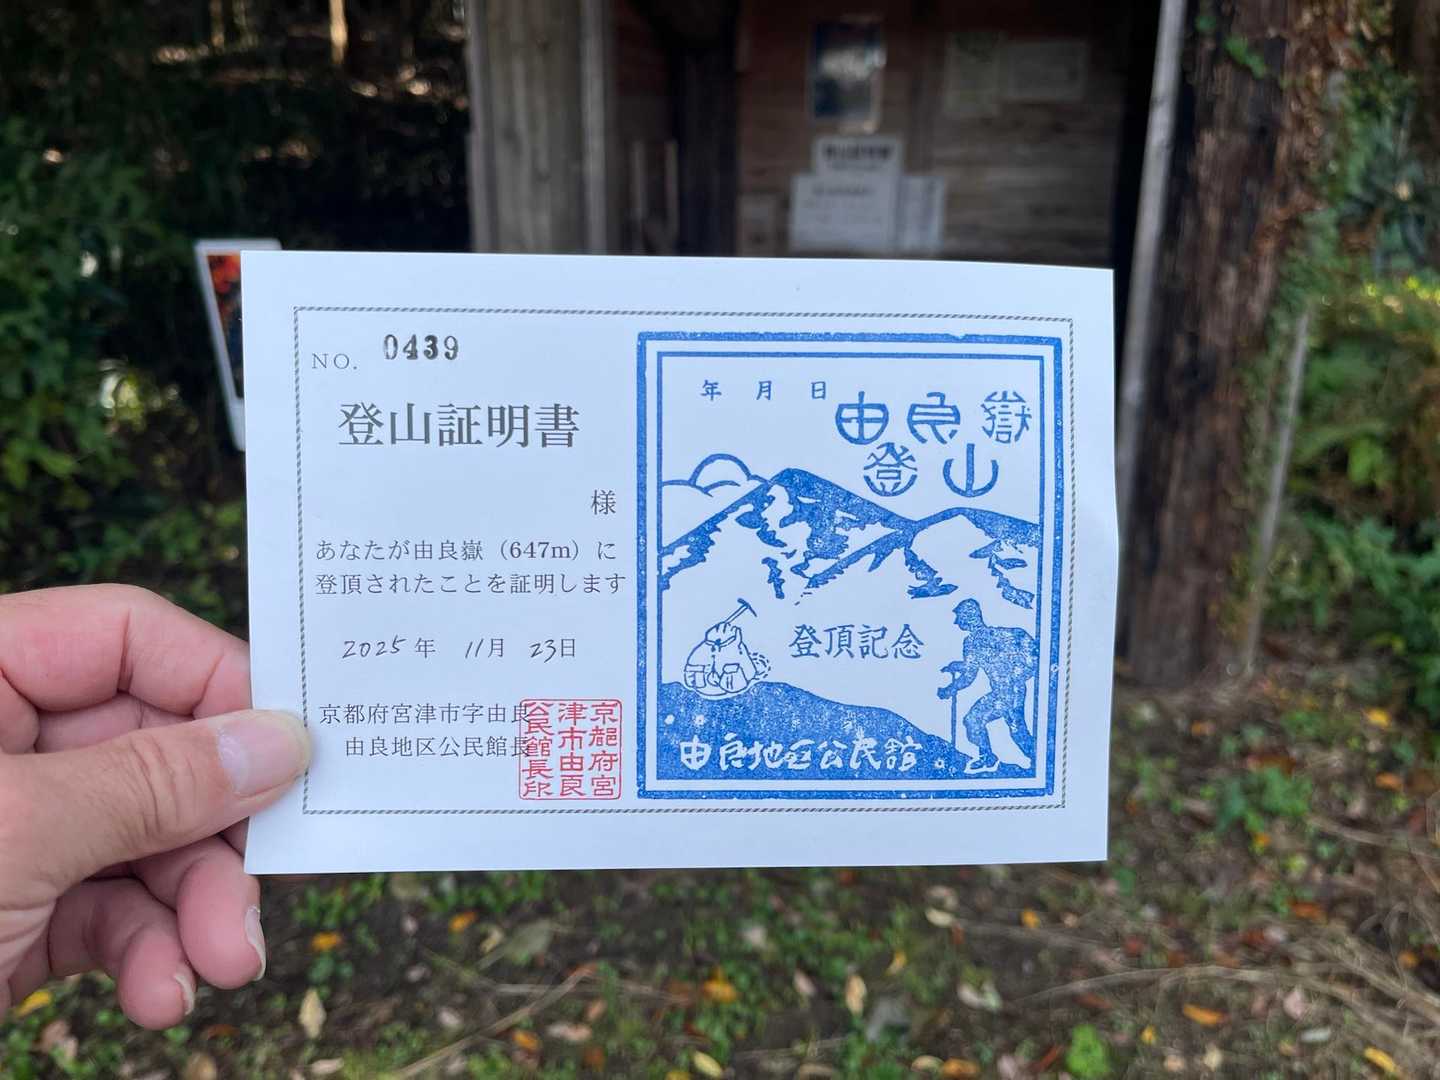 NO. 0439
登山証明書
様
あなたが由良嶽（647m）に
登頂されたことを証明します
2025年 11月 23日
京都府宮津市字由良
由良地区公民館長
京都府宮
津市由良
公民館長印
年 月 日
由良嶽
登山
登頂記念
由良地区公民館